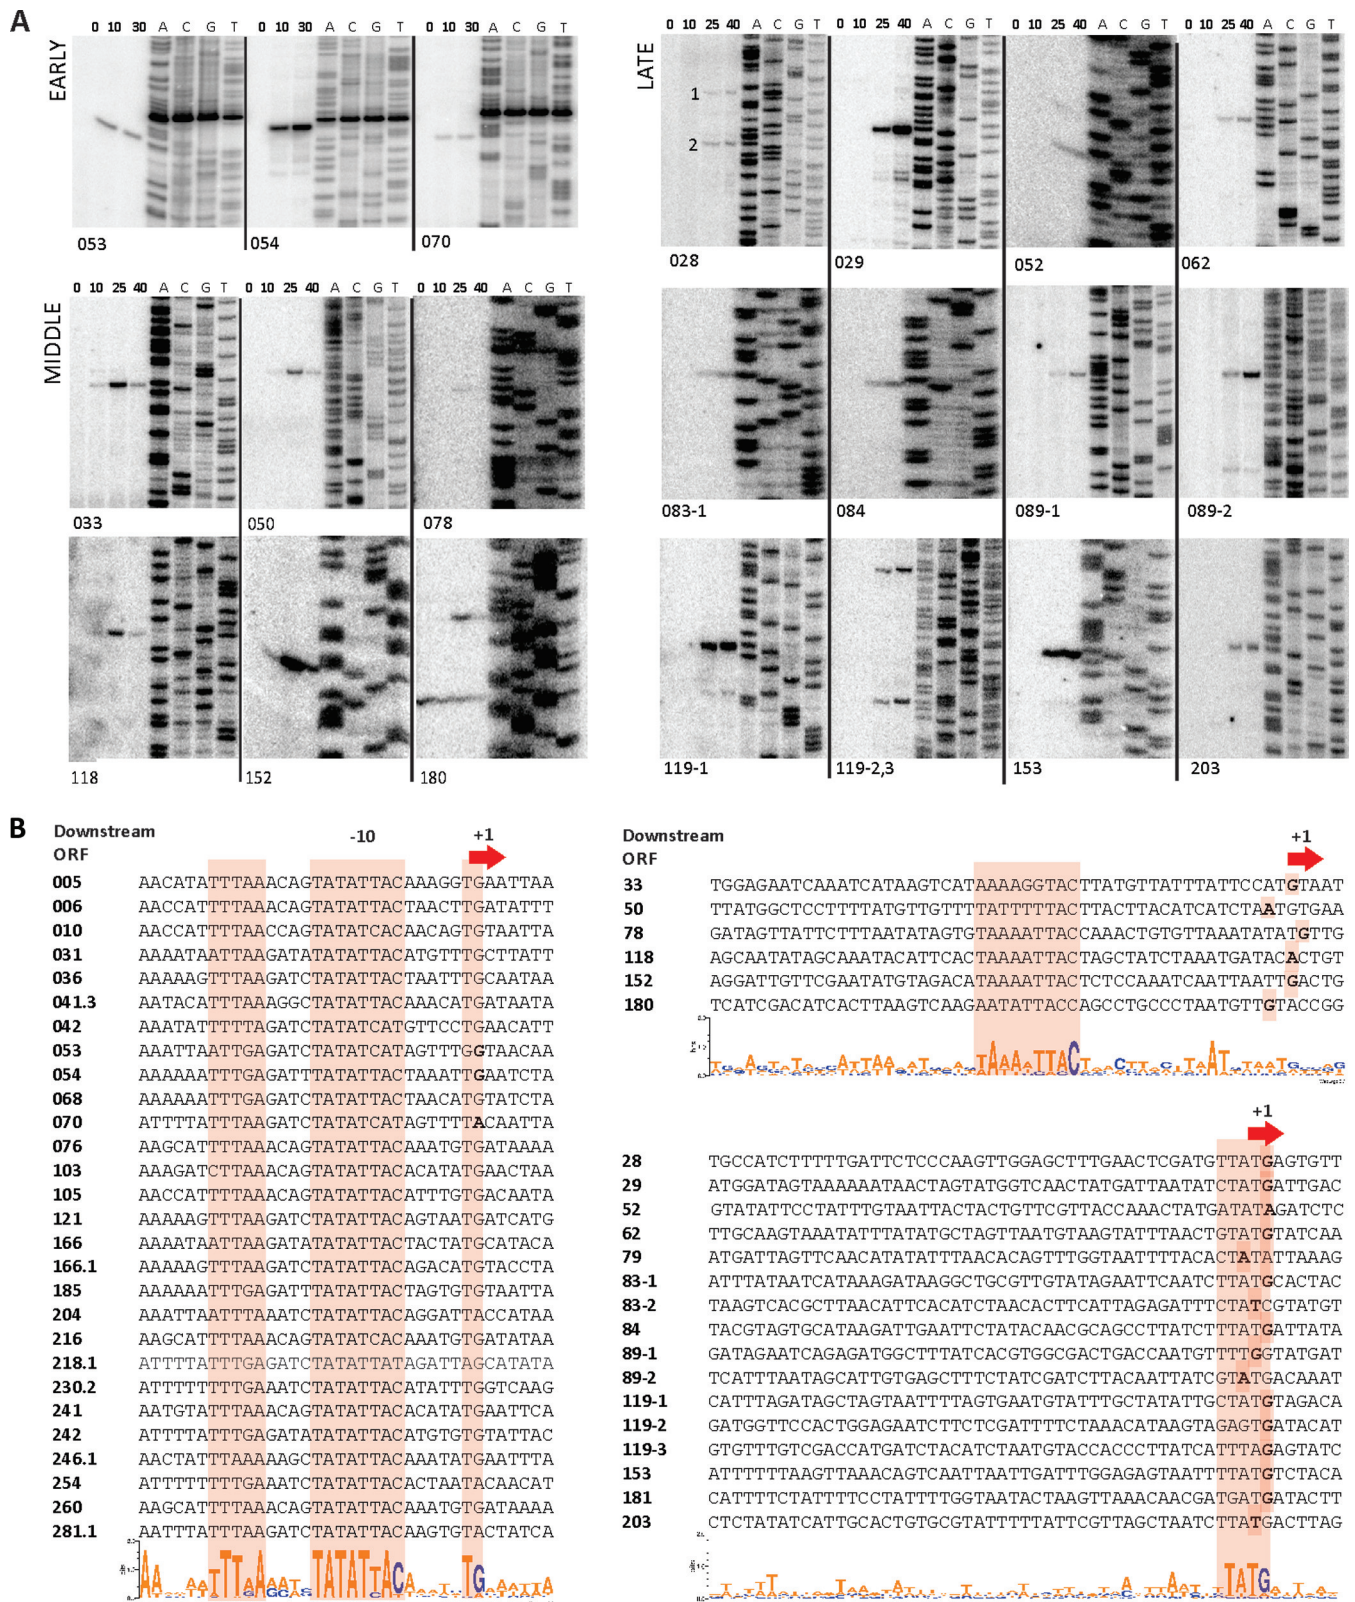 A
EARLY
0 10 30 A C G T 0 10 30 A C G T 0 10 30 A C G T
053 054 070
MIDDLE
0 10 25 40 A C G T 0 10 25 40 A C G T 0 10 25 40 A C G T
033 050 078
118 152 180
LATE
0 10 25 40 A C G T 0 10 25 40 A C G T 0 10 25 40 A C G T 0 10 25 40 A C G T
1
2
028 029 052 062
083-1 084 089-1 089-2
119-1 119-2,3 153 203
B
Downstream -10 +1
ORF
005 AACATATTTAAACAGTATATTACAAAGGTGAATTAA
006 AACCATTTTAAACAGTATATTACTAACTTGATATTT
010 AACCATTTTAACCAGTATATCACAACAGTGTAATTA
031 AAAATAATTAAGATATATATTACATGTTTGCTTATT
036 AAAAAGTTTAAGATCTATATTACTAATTTGCAATAA
041.3 AATACATTTAAAGGCTATATTACAAACATGATAATA
042 AAATATTTTTAGATCTATATCATGTTCCTGAACATT
053 AAATTAATTGAGATCTATATCATAGTTTGGTAACAA
054 AAAAAATTTGAGATTTATATTACTAAATTGAATCTA
068 AAAAAATTTGAGATCTATATTACTAACATGTATCTA
070 ATTTTATTTAAGATCTATATCATAGTTTTACAATTA
076 AAGCATTTTTAAACAGTATATTACAAATGTGATAAAA
103 AAAGATCTTAAACAGTATATTACACATATGAACTAA
105 AACCATTTTAAACAGTATATTACATTTGTGACAATA
121 AAAAAGTTTAAGATCTATATTACAGTAATGATCATG
166 AAAATAATTAAGATATATATTACTACTATGCATACA
166.1 AAAAAGTTTAAGATCTATATTACAGACATGTACCTA
185 AAAAAATTTGAGATTTATATTACTAGTGTGTAATTA
204 AAATTAATTTAAATCTATATTACAGGATTACCATAA
216 AAGCATTTTAAACAGTATATCACAAATGTGATATAA
218.1 ATTTTATTTGAGATCTATATTATAGATTAGCATATA
230.2 ATTTTTTTTGAAATCTATATTACATATTTGGTCAAG
241 AATGTATTTAAACAGTATATTACACATATGAATTCA
242 ATTTTATTTGAGATATATATTACATGTGTGTATTAC
246.1 AACTATTTAAAAAGCTATATTACAAATATGAATTTA
254 ATTTTTTTTGAAATCTATATTACACTAATACAACAT
260 AAGCATTTTAAACAGTATATTACAAATGTGATAAAA
281.1 AATTTATTTAAGATCTATATTACAAGTGTACTATCA
Downstream +1
ORF
33 TGGAGAATCAAATCATAAGTCATAAAAGGTACTTATGTTATTTATTCCATGTAAT
50 TTATGGCTCCTTTTATGTTGTTTTATTTTTACTTACTTACATCATCTAATGTGAA
78 GATAGTTATTCTTTAATATAGTGTAAAATTACCAAACTGTGTTAAATATATGTTG
118 AGCAATATAGCAAATACATTCACTAAAATTACTAGCTATCTAAATGATACACTGT
152 AGGATTGTTCGAATATGTAGACATAAAATTACTCTCCAAATCAATTAATTGACTG
180 TCATCGACATCACTTAAGTCAAGAATATTACCAGCCTGCCCTAATGTTGTACCGG
+1
28 TGCCATCTTTTTGATTCTCCCAAGTTGGAGCTTTGAACTCGATGTTATGAGTGTT
29 ATGGATAGTAAAAAATAACTAGTATGGTCAACTATGATTAATATCTATGATTGAC
52 GTATATTCCTATTTGTAATTACTACTGTTCGTTACCAAACTATGATATAGATCTC
62 TTGCAAGTAAATATTTATATGCTAGTTAATGTAAGTATTTAACTGTATGTATCAA
79 ATGATTAGTTCAACATATATTTAACACAGTTTGGTAATTTTACACTATATTAAAG
83-1 ATTTATAATCATAAAGATAAGGCTGCGTTGTATAGAATTCAATCTTATGCACTAC
83-2 TAAGTCACGCTTAACATTCACATCTAACACTTCATTAGAGATTTCTATCGTATGT
84 TACGTAGTGCATAAGATTGAATTCTATACAACGCAGCCTTATCTTTATGATTATA
89-1 GATAGAATCAGAGATGGCTTTATCACGTGGCGACTGACCAATGTTTTGGTATGAT
89-2 TCATTTAATAGCATTGTGAGCTTTCTATCGATCTTACAATTATCGTATGACAAAT
119-1 CATTTAGATAGCTAGTAATTTTAGTGAATGTATTTGCTATATTGCTATGTAGACA
119-2 GATGGTTCCACTGGAGAATCTTCTCGATTTTCTAAACATAAGTAGAGTGATACAT
119-3 GTGTTTGTCGACCATGATCTACATCTAATGTACCACCCTTATCATTTAGAGTATC
153 ATTTTTTAAGTTAAACAGTCAATTAATTGATTTGGAGAGTAATTTTATGTCTACA
181 CATTTTCTATTTTCCTATTTTGGTAATACTAAGTTAAACAACGATGATGATACTT
203 CTCTATATCATTGCACTGTGCGTATTTTTATTCGTTAGCTAATCTTATGACTTAG